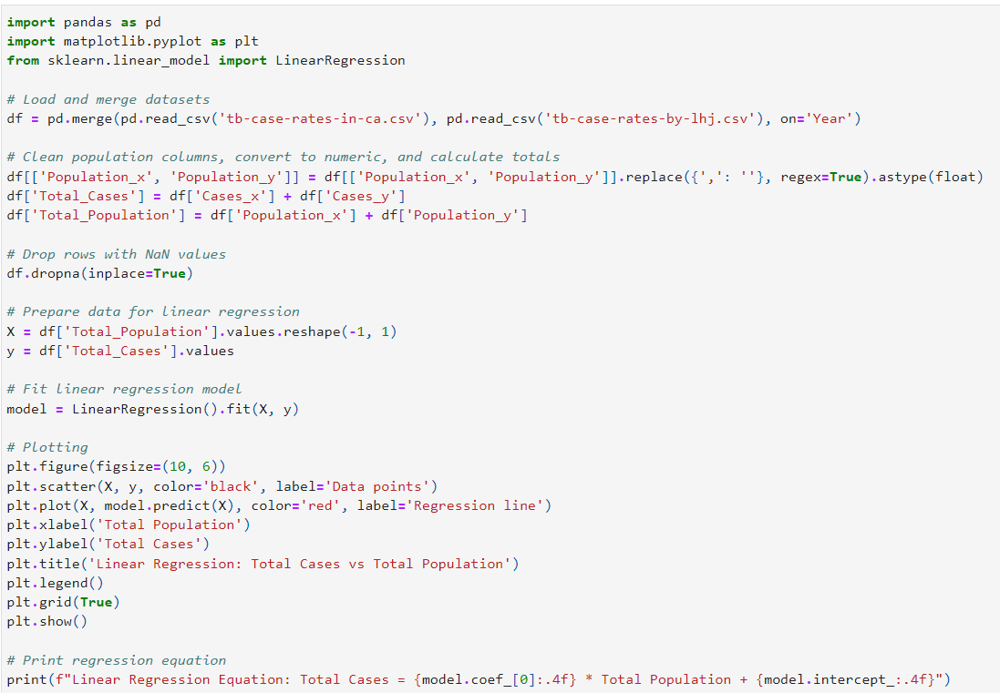 import pandas as pd
import matplotlib.pyplot as plt
from sklearn.linear_model import LinearRegression
# Load and merge datasets
df = pd.merge(pd.read_csv('tb-case-rates-in-ca.csv'), pd.read_csv('tb-case-rates-by-lhj.csv'), on='Year')
# Clean population columns, convert to numeric, and calculate totals
df[['Population_x', 'Population_y']] = df[['Population_x', 'Population_y']].replace({',': ''}, regex=True).astype(float)
df['Total_Cases'] = df['Cases_x'] + df['Cases_y']
df['Total_Population'] = df['Population_x'] + df['Population_y']
# Drop rows with NaN values
df.dropna(inplace=True)
# Prepare data for linear regression
X = df['Total_Population'].values.reshape(-1, 1)
y = df['Total_Cases'].values
# Fit linear regression model
model = LinearRegression().fit(X, y)
# Plotting
plt.figure(figsize=(10, 6))
plt.scatter(X, y, color='black', label='Data points')
plt.plot(X, model.predict(X), color='red', label='Regression line')
plt.xlabel('Total Population')
plt.ylabel('Total Cases')
plt.title('Linear Regression: Total Cases vs Total Population')
plt.legend()
plt.grid(True)
plt.show()
# Print regression equation
print(f"Linear Regression Equation: Total Cases = {model.coef_[0]:.4f} * Total Population + {model.intercept_:.4f}")